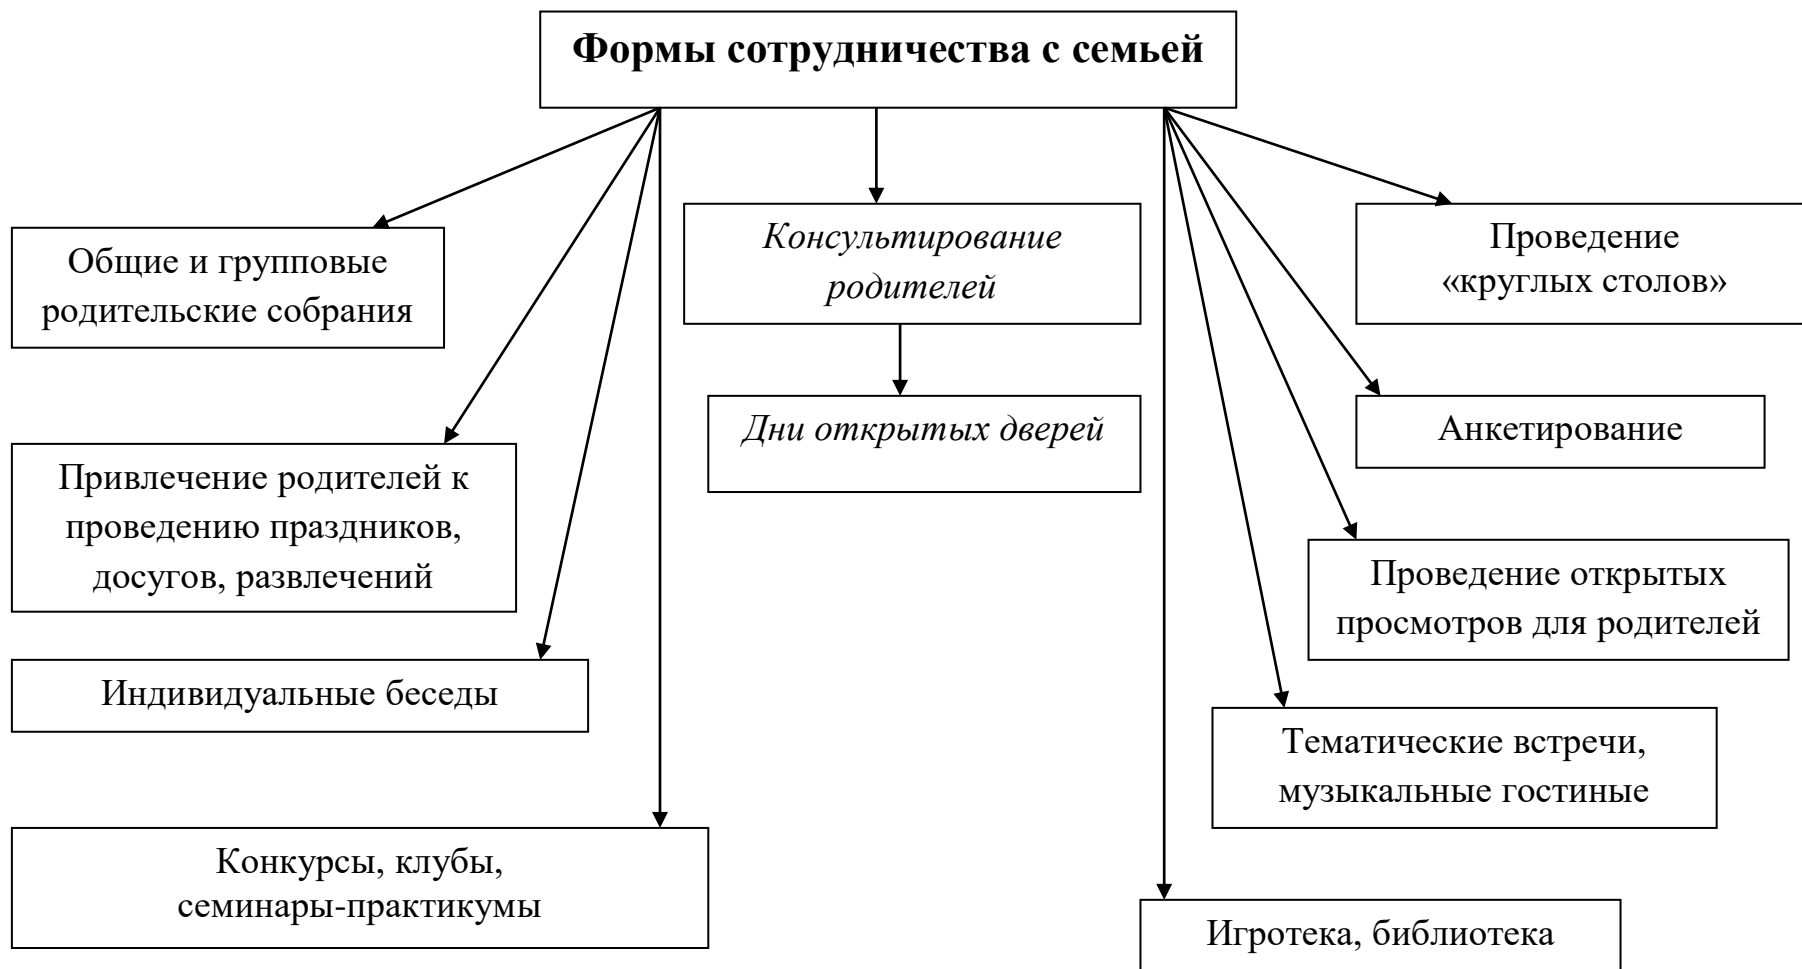 Формы сотрудничества с семьей
Общие и групповые
родительские собрания
Консультирование
родителей
Проведение
«круглых столов»
Дни открытых дверей
Анкетирование
Привлечение родителей к
проведению праздников,
досугов, развлечений
Проведение открытых
просмотров для родителей
Индивидуальные беседы
Тематические встречи,
музыкальные гостиные
Конкурсы, клубы,
семинары-практикумы
Игротека, библиотека